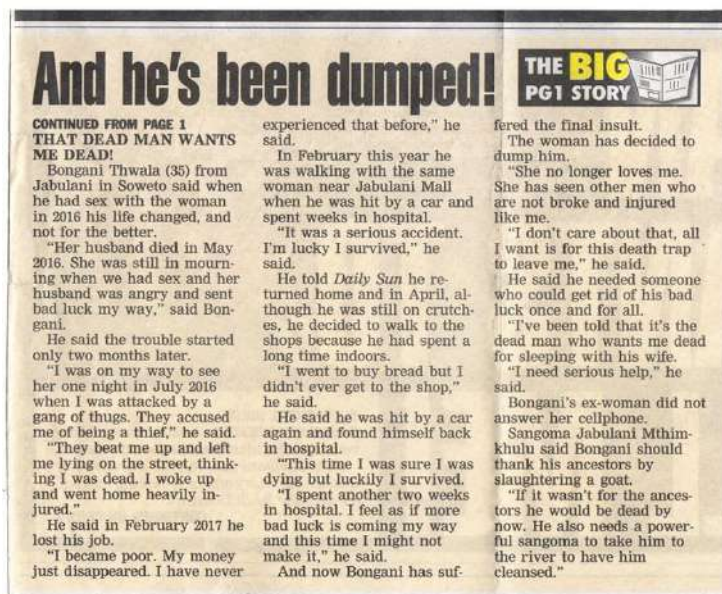 And he's been dumped!
THE BIG
PG1 STORY
CONTINUED FROM PAGE 1
THAT DEAD MAN WANTS
ME DEAD!
Bongani Thwala (35) from
Jabulani in Soweto said when
he had sex with the woman
in 2016 his life changed, and
not for the better.
"Her husband died in May
2016. She was still in mourn-
ing when we had sex and her
husband was angry and sent
bad luck my way," said Bon-
gani.
He said the trouble started
only two months later.
"I was on my way to see
her one night in July 2016
when I was attacked by a
gang of thugs. They accused
me of being a thief," he said.
"They beat me up and left
me lying on the street, think-
ing I was dead. I woke up
and went home heavily in-
jured."
He said in February 2017 he
lost his job.
"I became poor. My money
just disappeared. I have never
experienced that before," he
said.
In February this year he
was walking with the same
woman near Jabulani Mall
when he was hit by a car and
spent weeks in hospital.
"It was a serious accident.
I'm lucky I survived," he
said.
He told Daily Sun he re-
turned home and in April, al-
though he was still on crutch-
es, he decided to walk to the
shops because he had spent a
long time indoors.
"I went to buy bread but I
didn't ever get to the shop,"
he said.
He said he was hit by a car
again and found himself back
in hospital.
"This time I was sure I was
dying but luckily I survived.
"I spent another two weeks
in hospital. I feel as if more
bad luck is coming my way
and this time I might not
make it," he said.
And now Bongani has suf-
fered the final insult.
The woman has decided to
dump him.
"She no longer loves me.
She has seen other men who
are not broke and injured
like me.
"I don't care about that, all
I want is for this death trap
to leave me," he said.
He said he needed someone
who could get rid of his bad
luck once and for all.
"I've been told that it's the
dead man who wants me dead
for sleeping with his wife.
"I need serious help," he
said.
Bongani's ex-woman did not
answer her cellphone.
Sangoma Jabulani Mthim-
khulu said Bongani should
thank his ancestors by
slaughtering a goat.
"If it wasn't for the ances-
tors he would be dead by
now. He also needs a power-
ful sangoma to take him to
the river to have him
cleansed."